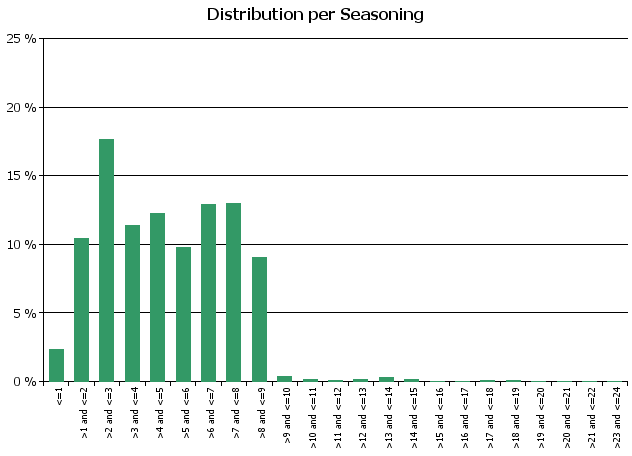 Distribution per Seasoning
25 %
20 %
15 %
10 %
5 %
0 %
<=1
>1 and <=2
>2 and <=3
>3 and <=4
>4 and <=5
>5 and <=6
>6 and <=7
>7 and <=8
>8 and <=9
>9 and <=10
>10 and <=11
>11 and <=12
>12 and <=13
>13 and <=14
>14 and <=15
>15 and <=16
>16 and <=17
>17 and <=18
>18 and <=19
>19 and <=20
>20 and <=21
>21 and <=22
>23 and <=24